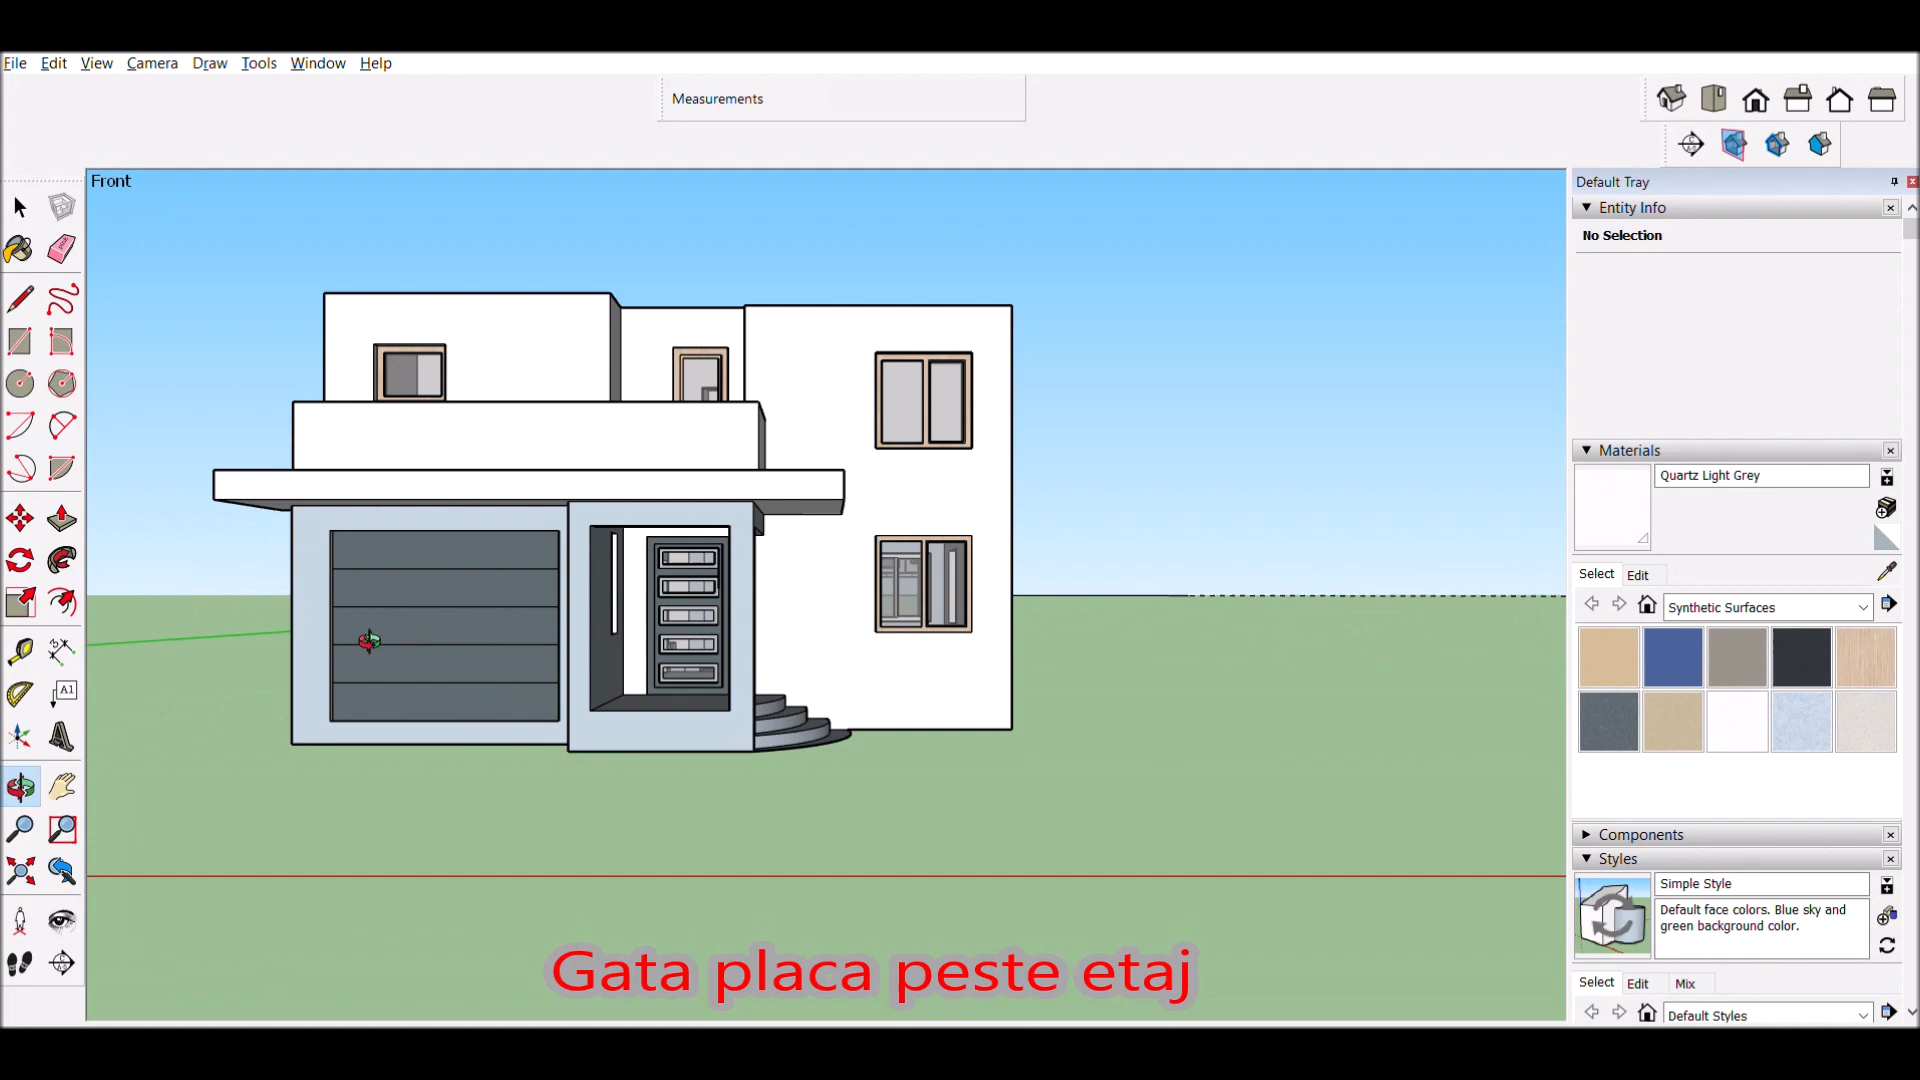 File Edit View Camera Draw Tools Window Help
Measurements
Front
Default Tray
Entity Info
No Selection
Materials
Quartz Light Grey
Select Edit
Synthetic Surfaces
Components
Styles
Simple Style
Default face colors. Blue sky and
green background color.
Select Edit Mix
Default Styles
A1
Gata placa peste etaj